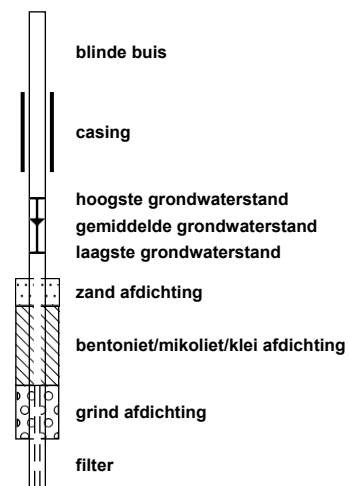 blinde buis
casing
hoogste grondwaterstand
gemiddelde grondwaterstand
laagste grondwaterstand
zand afdichting
bentoniet/mikoliet/klei afdichting
grind afdichting
filter